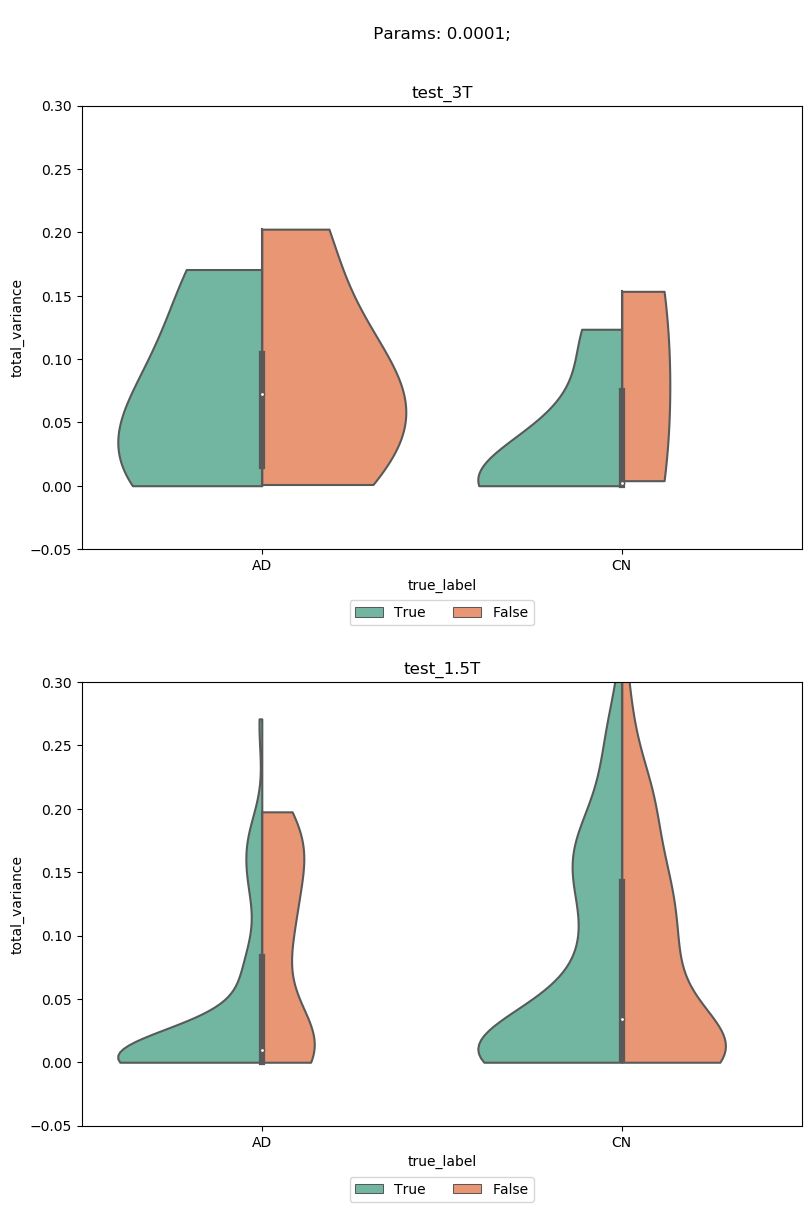 Params: 0.0001;
test_3T
0.30
0.25
0.20
0.15
0.10
0.05
0.00
−0.05
total_variance
AD CN
true_label
True False
test_1.5T
0.30
0.25
0.20
0.15
0.10
0.05
0.00
−0.05
total_variance
AD CN
true_label
True False